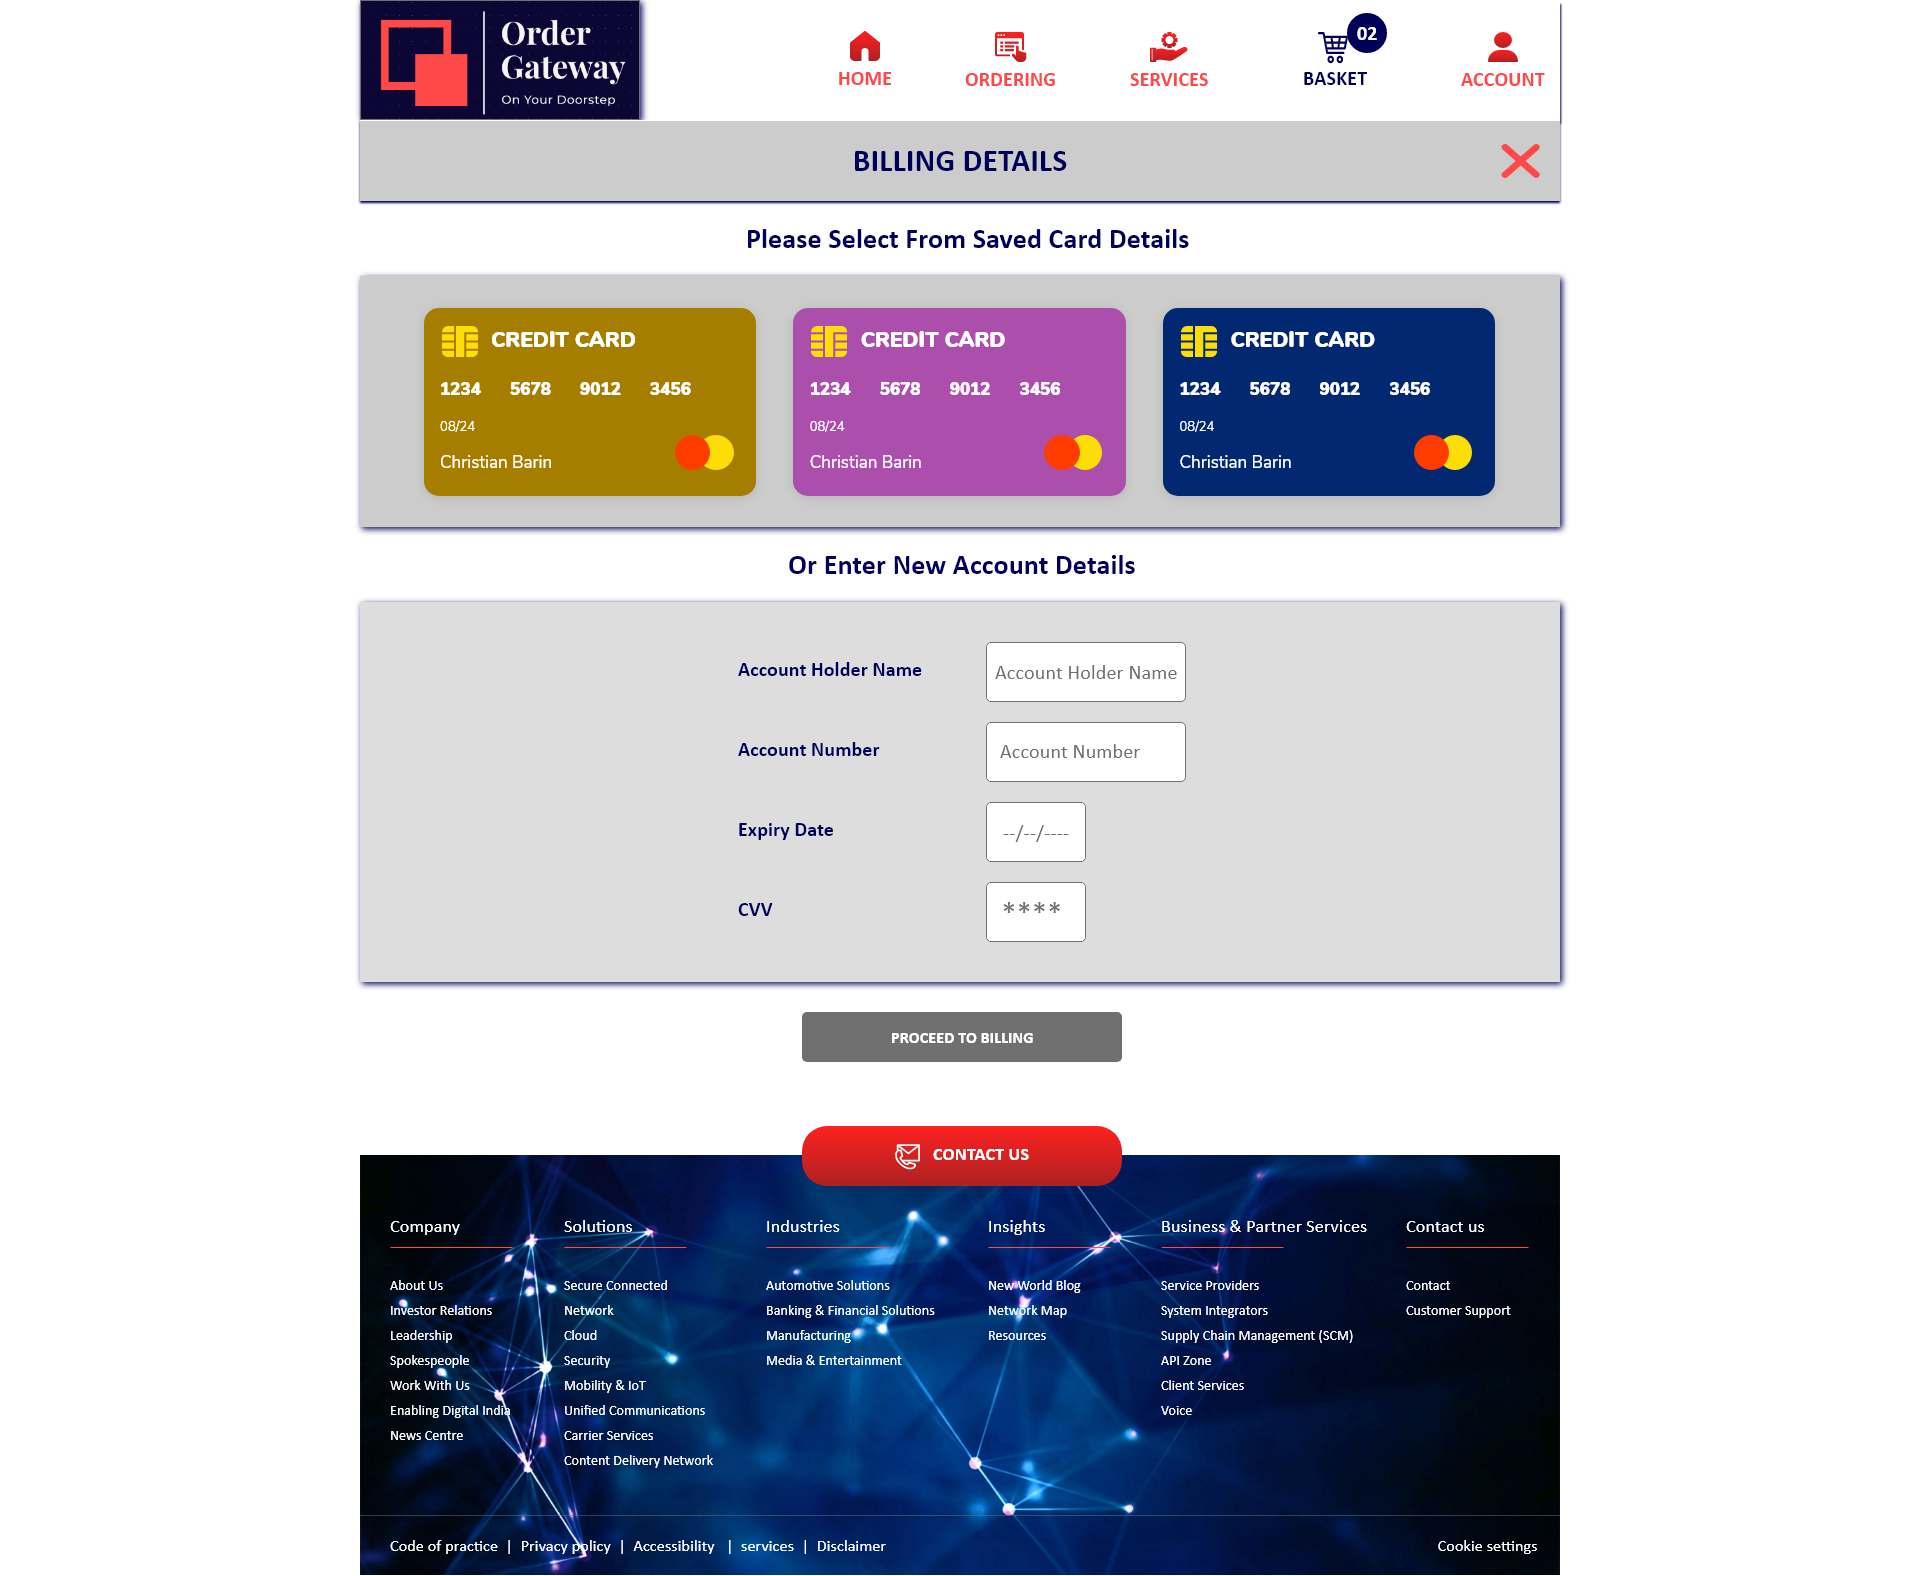 Order
Gateway
On Your Doorstep
HOME
ORDERING
SERVICES
02
BASKET
ACCOUNT
BILLING DETAILS
Please Select From Saved Card Details
CREDIT CARD
1234 5678 9012 3456
08/24
Christian Barin
CREDIT CARD
1234 5678 9012 3456
08/24
Christian Barin
CREDIT CARD
1234 5678 9012 3456
08/24
Christian Barin
Or Enter New Account Details
Account Holder Name
Account Holder Name
Account Number
Account Number
Expiry Date
--/--/----
CVV
****
PROCEED TO BILLING
CONTACT US
Company
About Us
Investor Relations
Leadership
Spokespeople
Work With Us
Enabling Digital India
News Centre
Solutions
Secure Connected
Network
Cloud
Security
Mobility & IoT
Unified Communications
Carrier Services
Content Delivery Network
Industries
Automotive Solutions
Banking & Financial Solutions
Manufacturing
Media & Entertainment
Insights
New World Blog
Network Map
Resources
Business & Partner Services
Service Providers
System Integrators
Supply Chain Management (SCM)
API Zone
Client Services
Voice
Contact us
Contact
Customer Support
Code of practice | Privacy policy | Accessibility | services | Disclaimer
Cookie settings